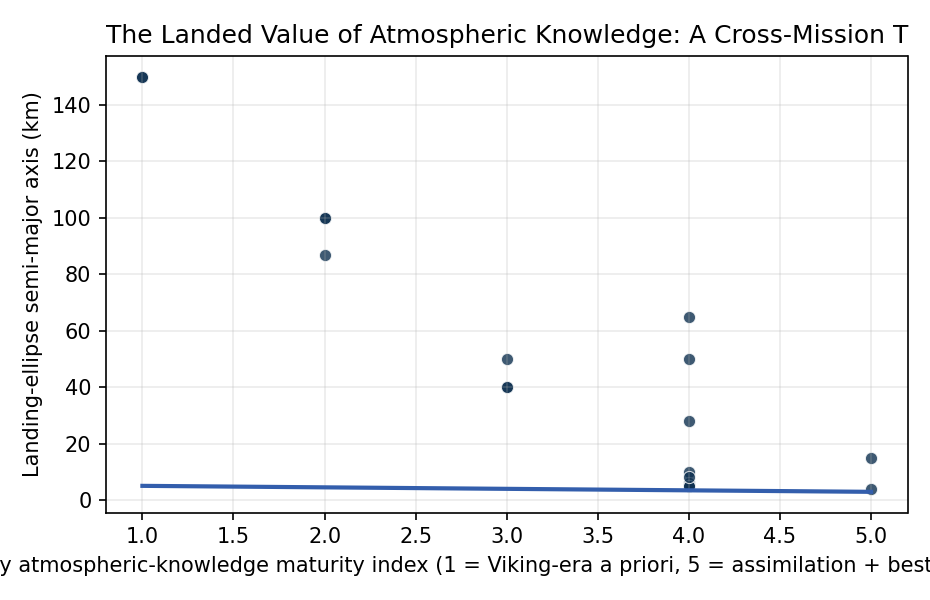 The Landed Value of Atmospheric Knowledge: A Cross-Mission T
Landing-ellipse semi-major axis (km)
140
120
100
80
60
40
20
0
1.0 1.5 2.0 2.5 3.0 3.5 4.0 4.5 5.0
y atmospheric-knowledge maturity index (1 = Viking-era a priori, 5 = assimilation + best